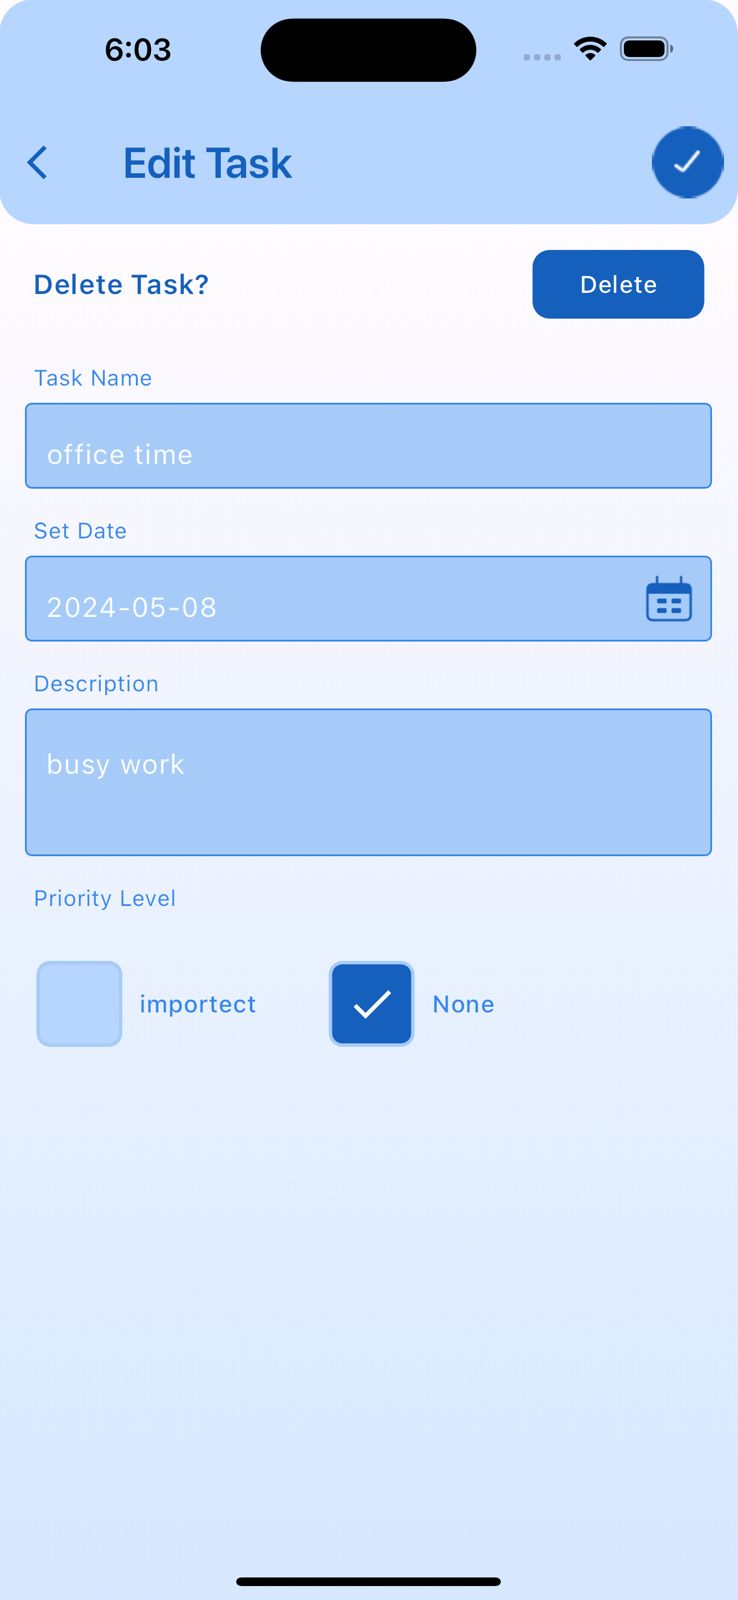 6:03
Edit Task
Delete Task?
Delete
Task Name
office time
Set Date
2024-05-08
Description
busy work
Priority Level
importect
None